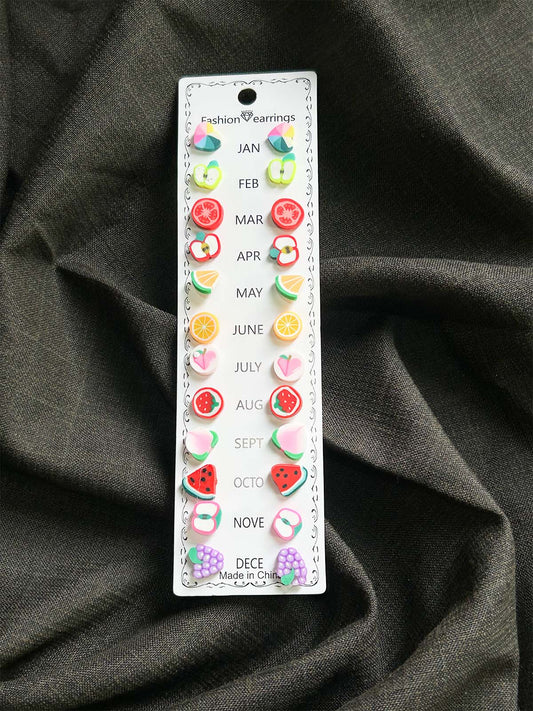 Fashion earrings
JAN
FEB
MAR
APR
MAY
JUNE
JULY
AUG
SEPT
OCTO
NOVE
DECE
Made in China